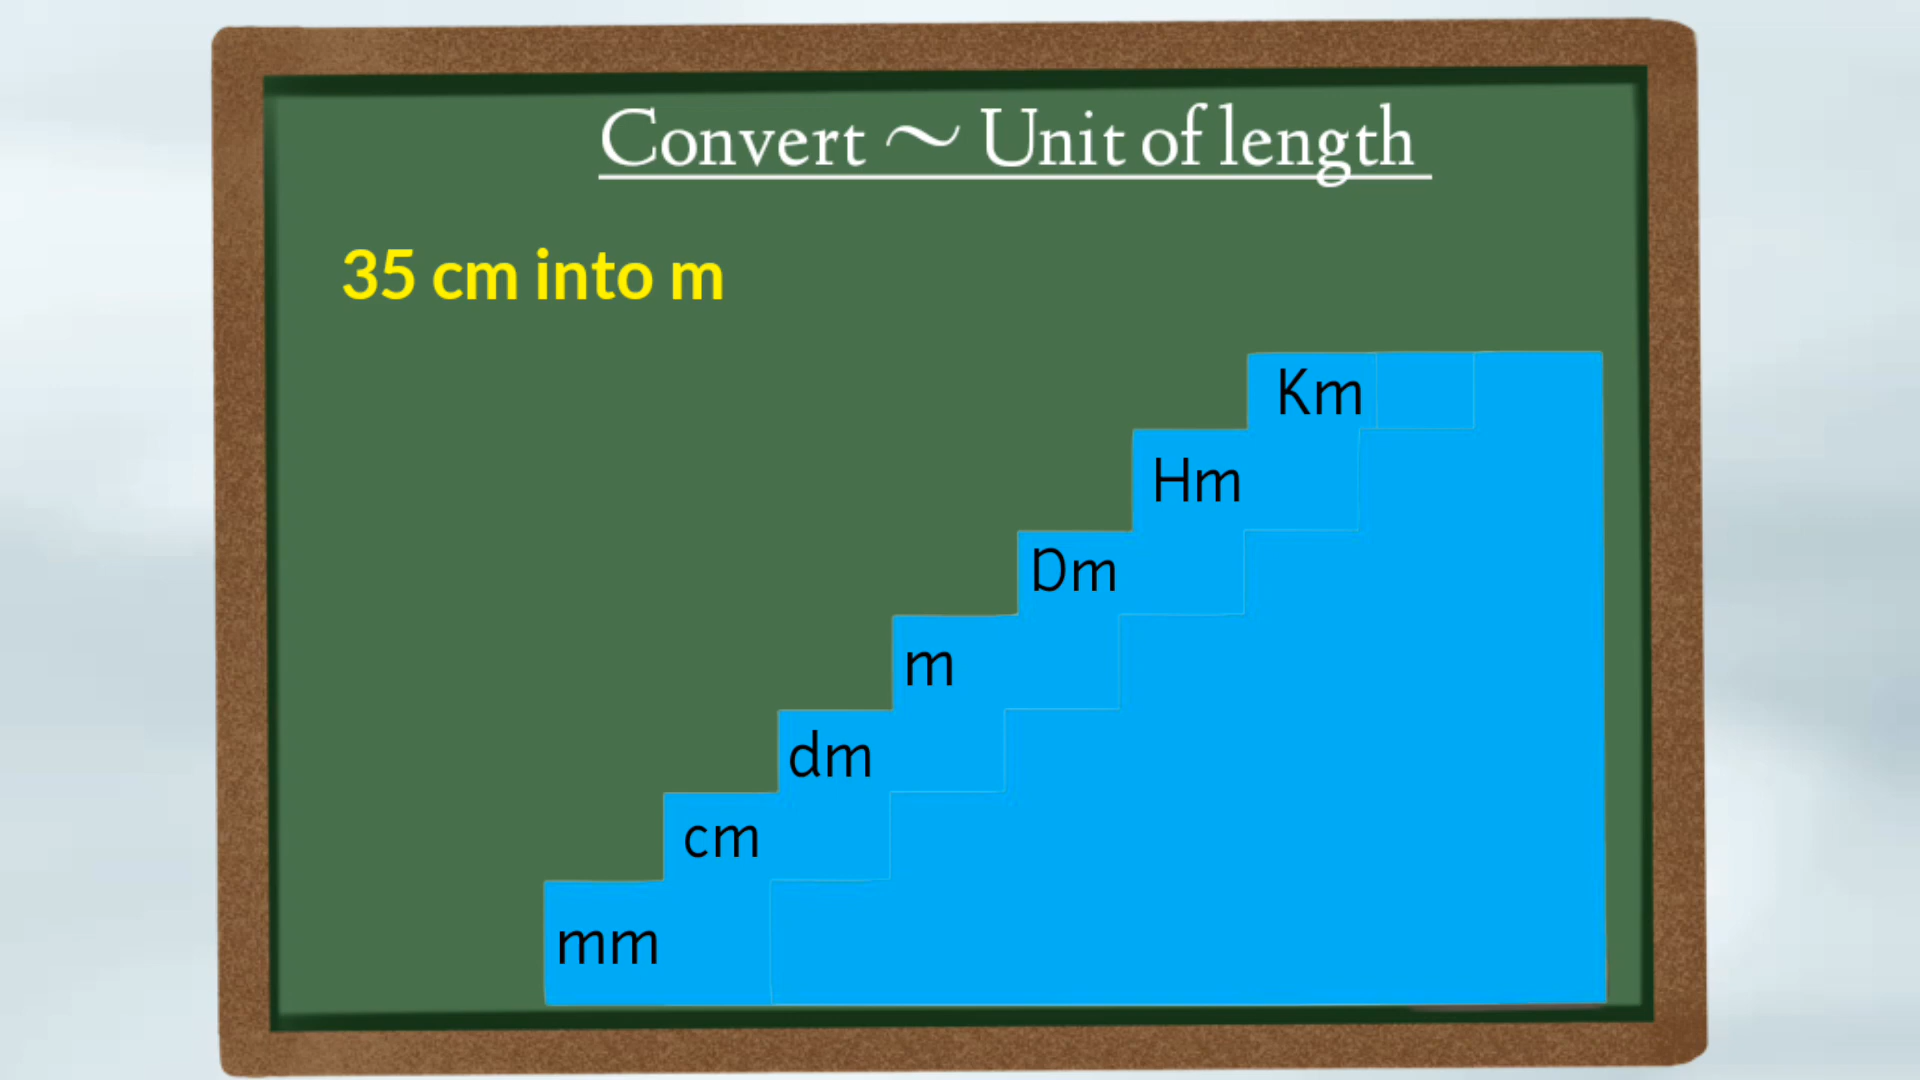 Convert ~ Unit of length
35 cm into m
Km
Hm
Dm
m
dm
cm
mm